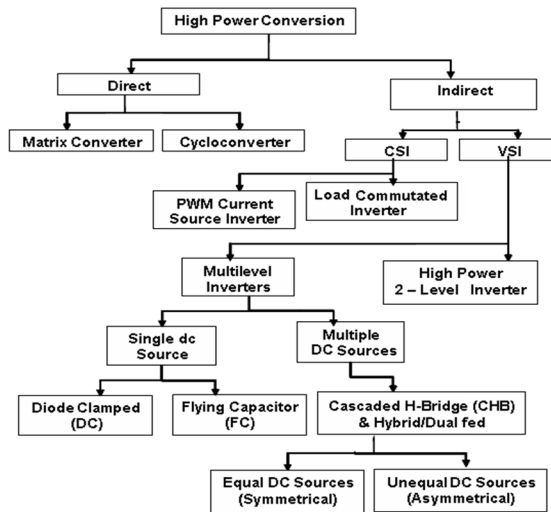 High Power Conversion
Direct
Indirect
Matrix Converter
Cycloconverter
CSI
VSI
PWM Current
Source Inverter
Load Commutated
Inverter
Multilevel
Inverters
High Power
2 – Level Inverter
Single dc
Source
Multiple
DC Sources
Diode Clamped
(DC)
Flying Capacitor
(FC)
Cascaded H-Bridge (CHB)
& Hybrid/Dual fed
Equal DC Sources
(Symmetrical)
Unequal DC Sources
(Asymmetrical)